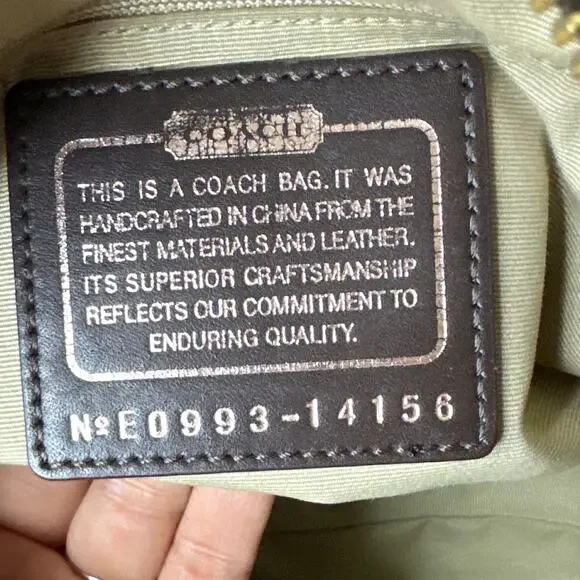 COACH
THIS IS A COACH BAG. IT WAS
HANDCRAFTED IN CHINA FROM THE
FINEST MATERIALS AND LEATHER.
ITS SUPERIOR CRAFTSMANSHIP
REFLECTS OUR COMMITMENT TO
ENDURING QUALITY.
Nº E0993-14156